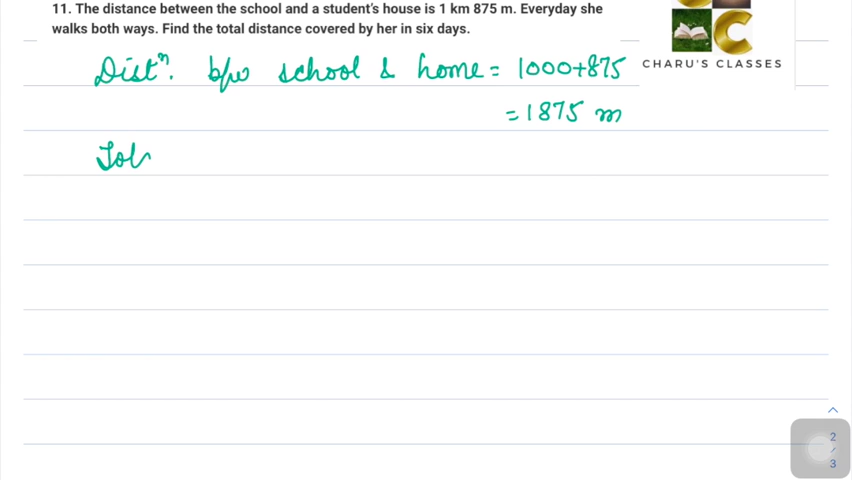 11. The distance between the school and a student's house is 1 km 875 m. Everyday she
walks both ways. Find the total distance covered by her in six days.
CHARU'S CLASSES
Distⁿ. b/w school & home = 1000+875
= 1875 m
2
3